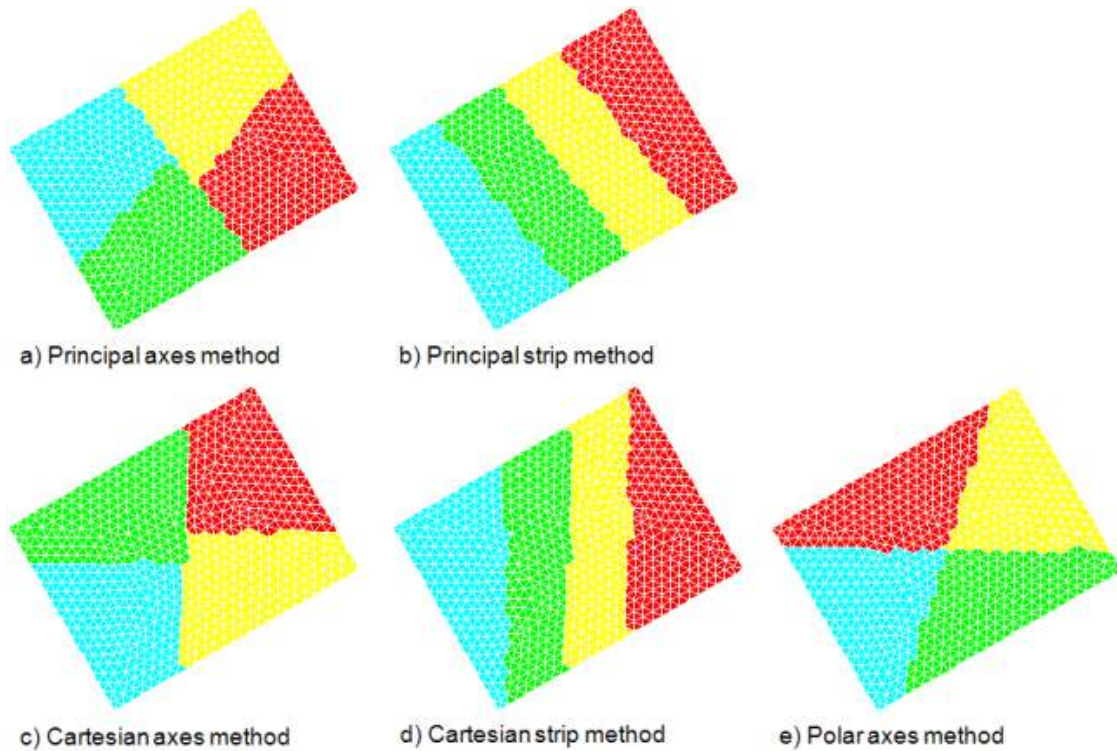 a) Principal axes method
b) Principal strip method
c) Cartesian axes method
d) Cartesian strip method
e) Polar axes method